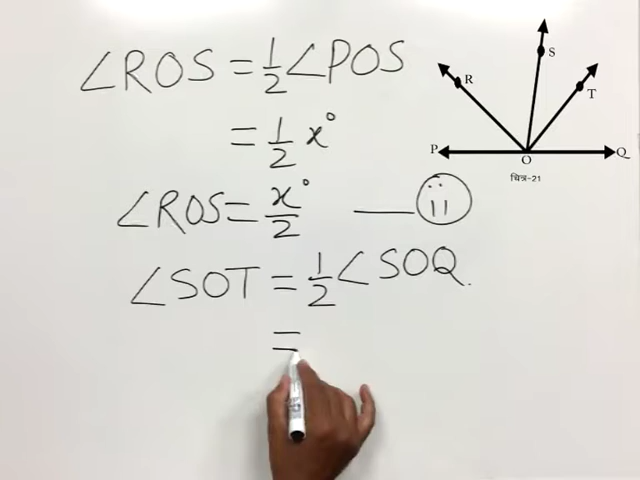 ∠ROS = 1/2 ∠POS
= 1/2 x°
∠ROS = x°/2 — (ii)
∠SOT = 1/2 ∠SOQ.
=
S
R
T
P
O
Q
चित्र-21